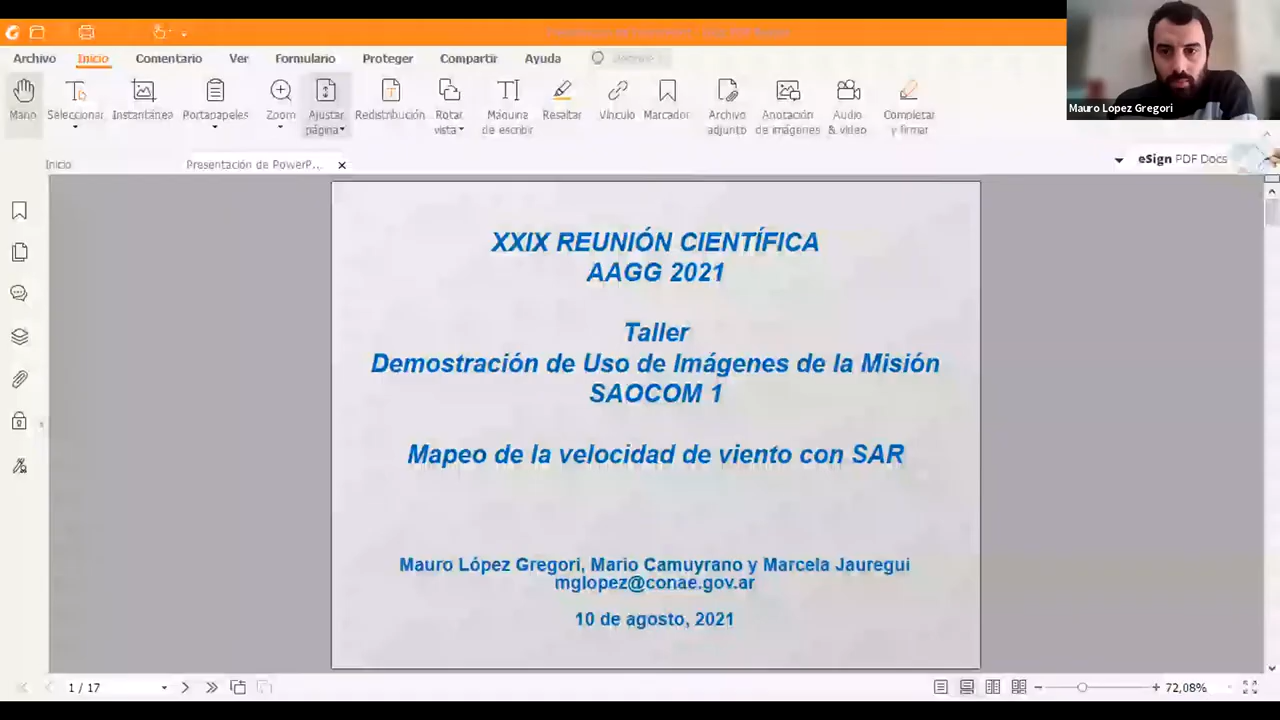 Archivo Inicio Comentario Ver Formulario Proteger Compartir Ayuda
Mano Seleccionar Instantánea Portapapeles Zoom Ajustar página Redistribución Rotar vista Máquina de escribir Resaltar Vínculo Marcador Archivo adjunto Anotación de imágenes Audio & video Completar y firmar
Mauro Lopez Gregori
Inicio Presentación de PowerP... eSign PDF Docs
XXIX REUNIÓN CIENTÍFICA
AAGG 2021
Taller
Demostración de Uso de Imágenes de la Misión
SAOCOM 1
Mapeo de la velocidad de viento con SAR
Mauro López Gregori, Mario Camuyrano y Marcela Jauregui
mglopez@conae.gov.ar
10 de agosto, 2021
1 / 17 72,08%